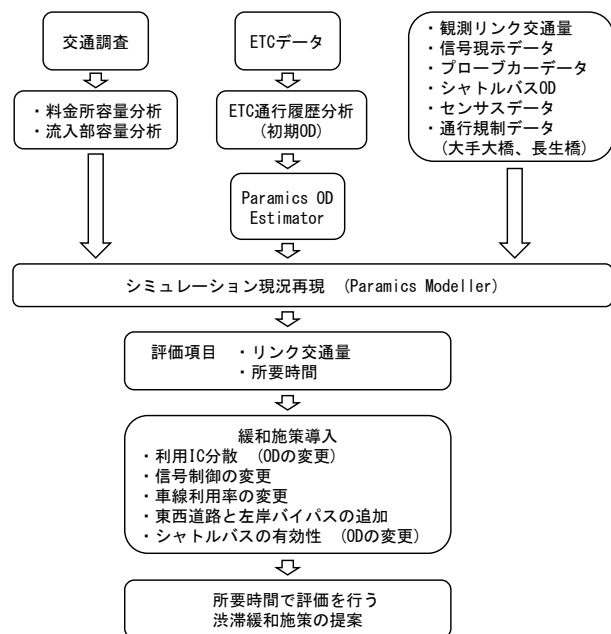 交通調査
・料金所容量分析
・流入部容量分析
ETCデータ
ETC通行履歴分析
(初期OD)
Paramics OD
Estimator
・観測リンク交通量
・信号現示データ
・プローブカーデータ
・シャトルバスOD
・センサスデータ
・通行規制データ
(大手大橋、長生橋)
シミュレーション現況再現 (Paramics Modeller)
評価項目 ・リンク交通量
・所要時間
緩和施策導入
・利用IC分散 (ODの変更)
・信号制御の変更
・車線利用率の変更
・東西道路と左岸バイパスの追加
・シャトルバスの有効性 (ODの変更)
所要時間で評価を行う
渋滞緩和施策の提案